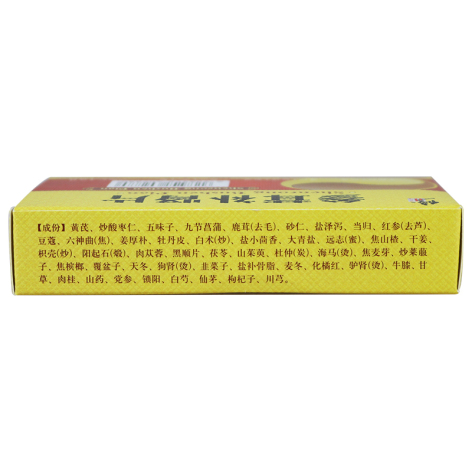 参茸补肾片
【成份】黄芪、炒酸枣仁、五味子、九节菖蒲、鹿茸(去毛)、砂仁、盐泽泻、当归、红参(去芦)、
豆蔻、六神曲(焦)、姜厚朴、牡丹皮、白术(炒)、盐小茴香、大青盐、远志(蜜)、焦山楂、干姜、
枳壳(炒)、阳起石(煅)、肉苁蓉、黑顺片、茯苓、山茱萸、杜仲(炭)、海马(烫)、焦麦芽、炒莱菔
子、焦槟榔、覆盆子、天冬、狗肾(烫)、韭菜子、盐补骨脂、麦冬、化橘红、驴肾(烫)、牛膝、甘
草、肉桂、山药、党参、锁阳、白芍、仙茅、枸杞子、川芎。